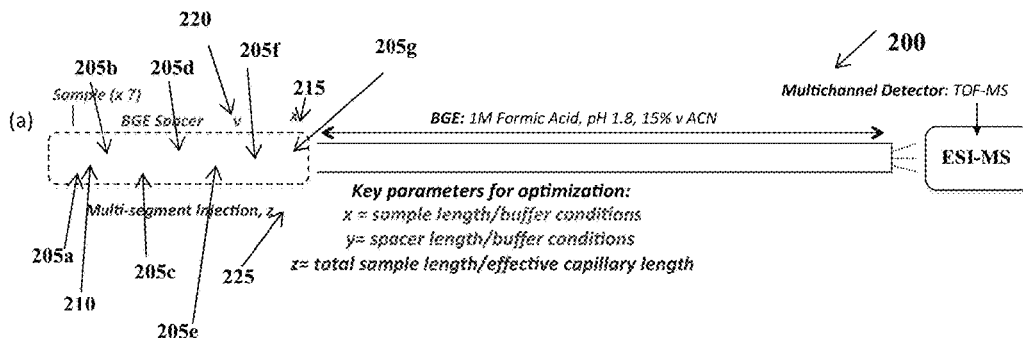 220
205f
205g
200
205b
205d
215
Multichannel Detector: TOF-MS
Sample (x 7)
BGE Spacer
x
(a)
BGE: 1M Formic Acid, pH 1.8, 15% v ACN
ESI-MS
Key parameters for optimization:
Multi-segment Injection, z
x = sample length/buffer conditions
y= spacer length/buffer conditions
205a
205c
225
z= total sample length/effective capillary length
210
205e